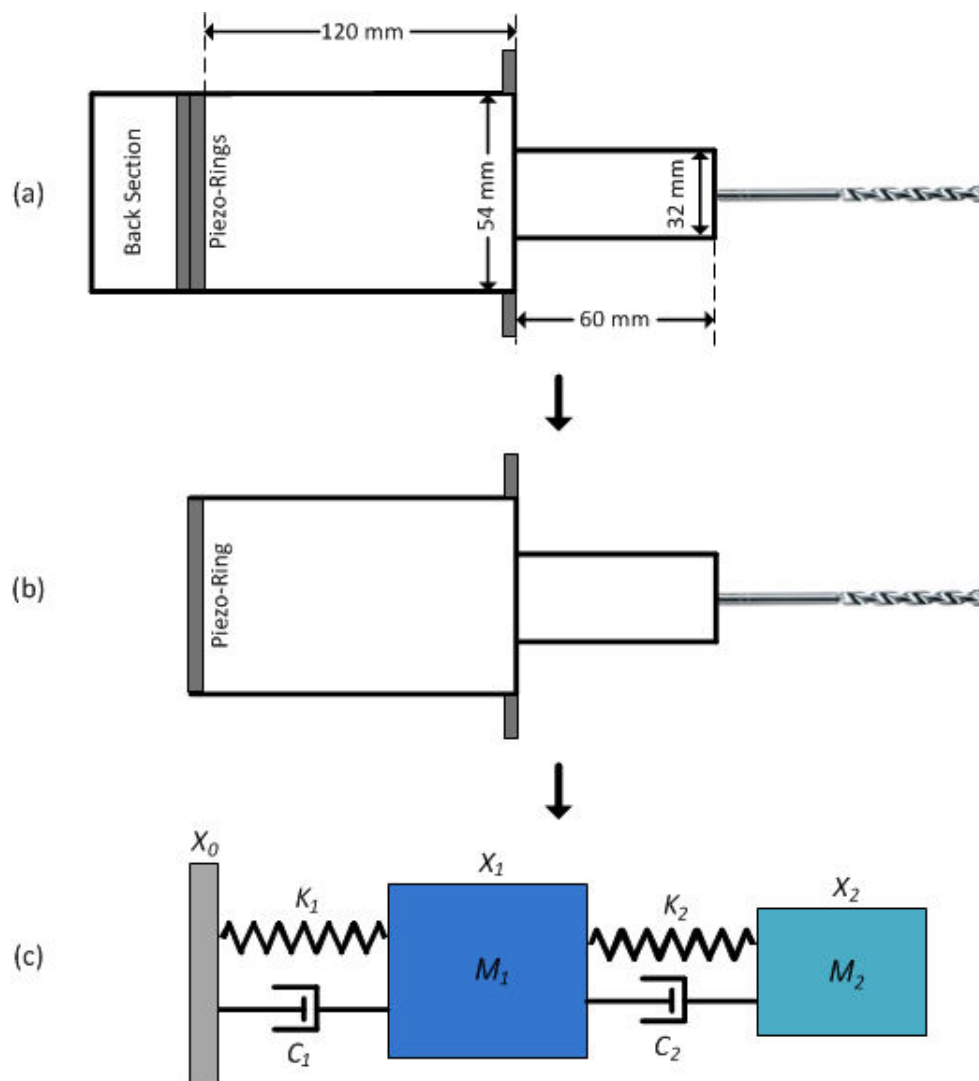 120 mm
(a)
Back Section
Piezo-Rings
54 mm
32 mm
60 mm
(b)
Piezo-Ring
(c)
X₀
K₁
C₁
X₁
M₁
K₂
C₂
X₂
M₂